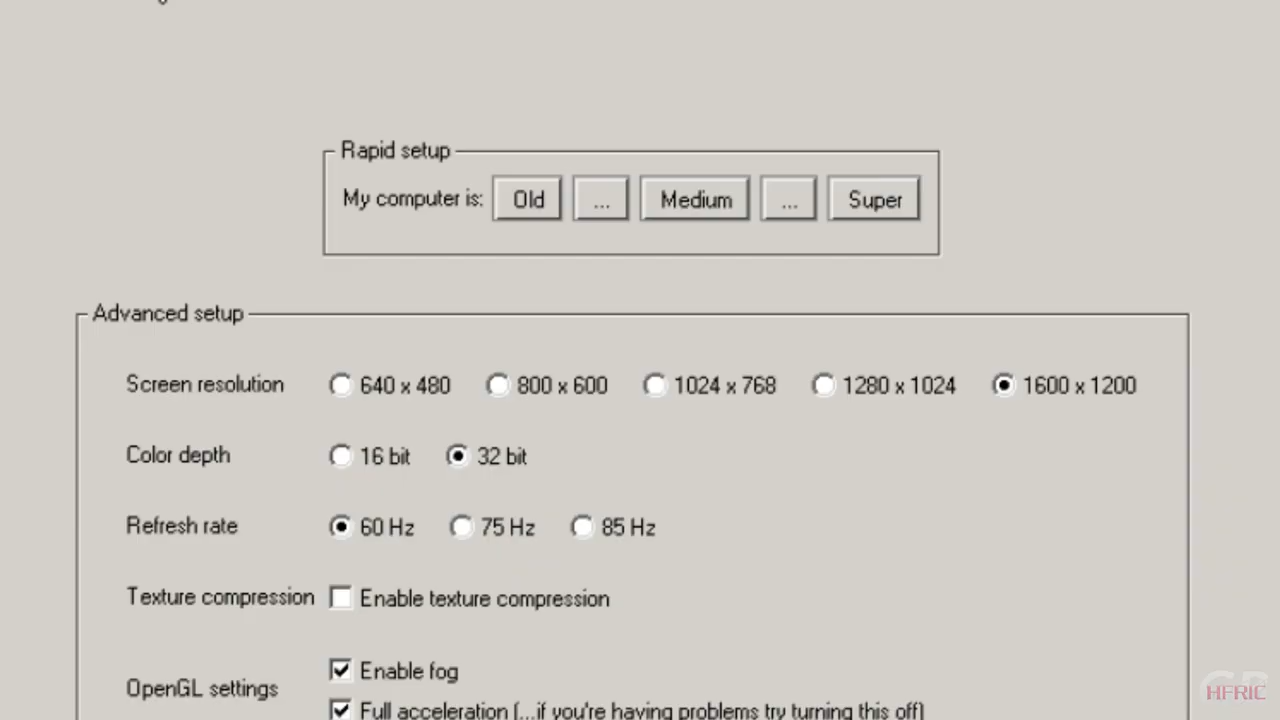 Rapid setup
My computer is: Old ... Medium ... Super
Advanced setup
Screen resolution 640 x 480 800 x 600 1024 x 768 1280 x 1024 1600 x 1200
Color depth 16 bit 32 bit
Refresh rate 60 Hz 75 Hz 85 Hz
Texture compression Enable texture compression
Enable fog
OpenGL settings
Full acceleration (...if you're having problems try turning this off)
HFRIC